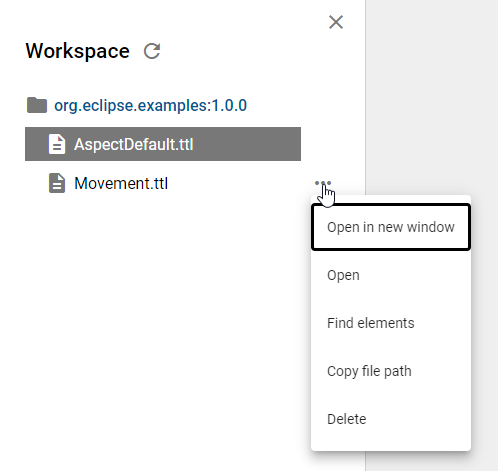 Workspace
org.eclipse.examples:1.0.0
AspectDefault.ttl
Movement.ttl
Open in new window
Open
Find elements
Copy file path
Delete